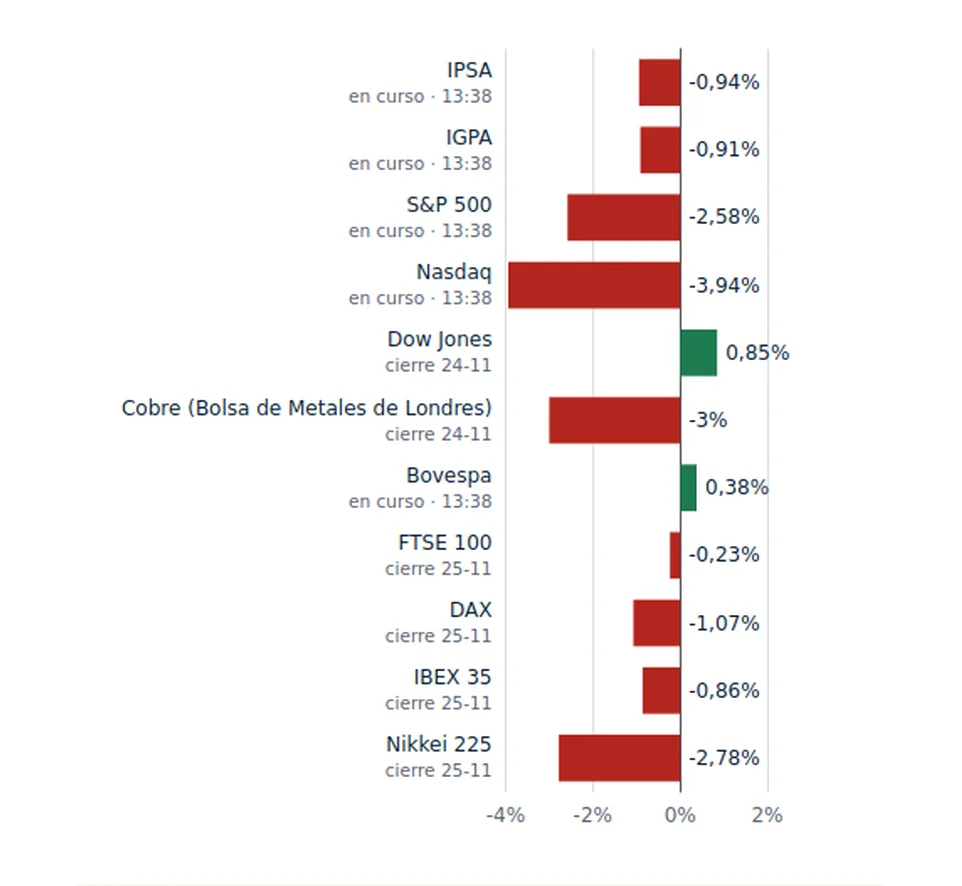 IPSA
en curso · 13:38
-0,94%
IGPA
en curso · 13:38
-0,91%
S&P 500
en curso · 13:38
-2,58%
Nasdaq
en curso · 13:38
-3,94%
Dow Jones
cierre 24-11
0,85%
Cobre (Bolsa de Metales de Londres)
cierre 24-11
-3%
Bovespa
en curso · 13:38
0,38%
FTSE 100
cierre 25-11
-0,23%
DAX
cierre 25-11
-1,07%
IBEX 35
cierre 25-11
-0,86%
Nikkei 225
cierre 25-11
-2,78%
-4% -2% 0% 2%